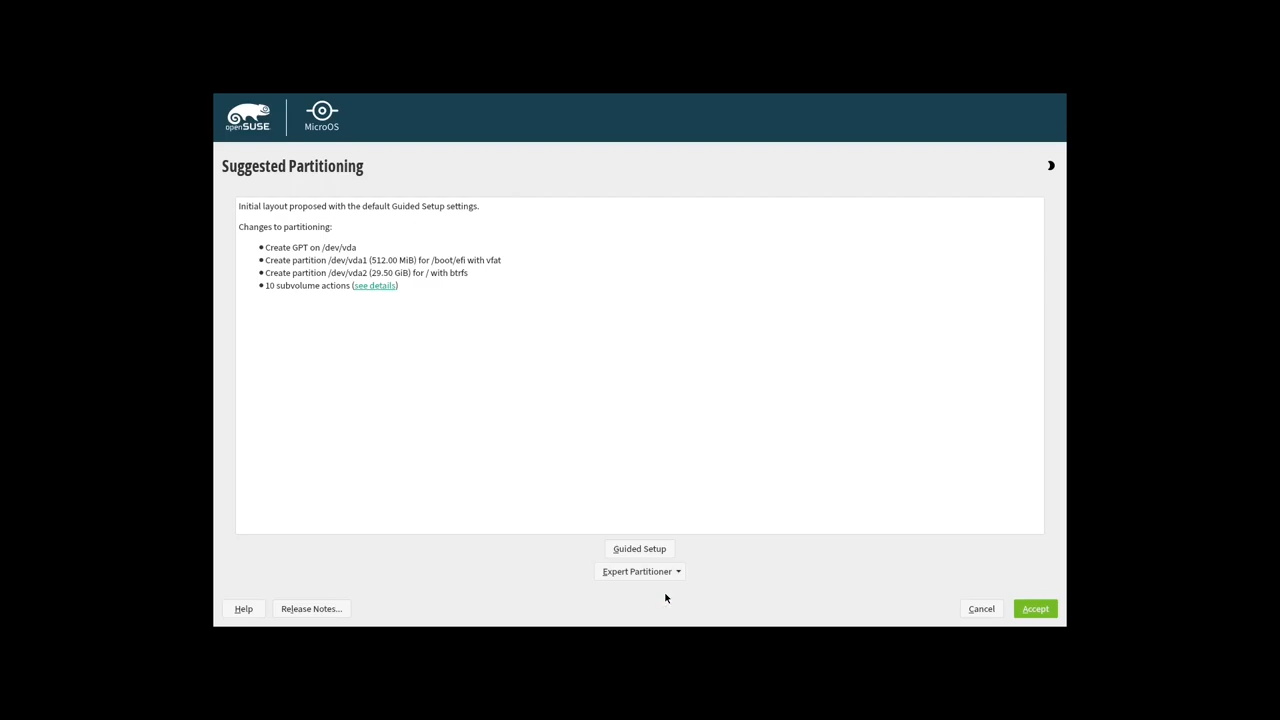 openSUSE.
MicroOS
Suggested Partitioning
Initial layout proposed with the default Guided Setup settings.
Changes to partitioning:
Create GPT on /dev/vda
Create partition /dev/vda1 (512.00 MiB) for /boot/efi with vfat
Create partition /dev/vda2 (29.50 GiB) for / with btrfs
10 subvolume actions (see details)
Guided Setup
Expert Partitioner
Help
Release Notes...
Cancel
Accept